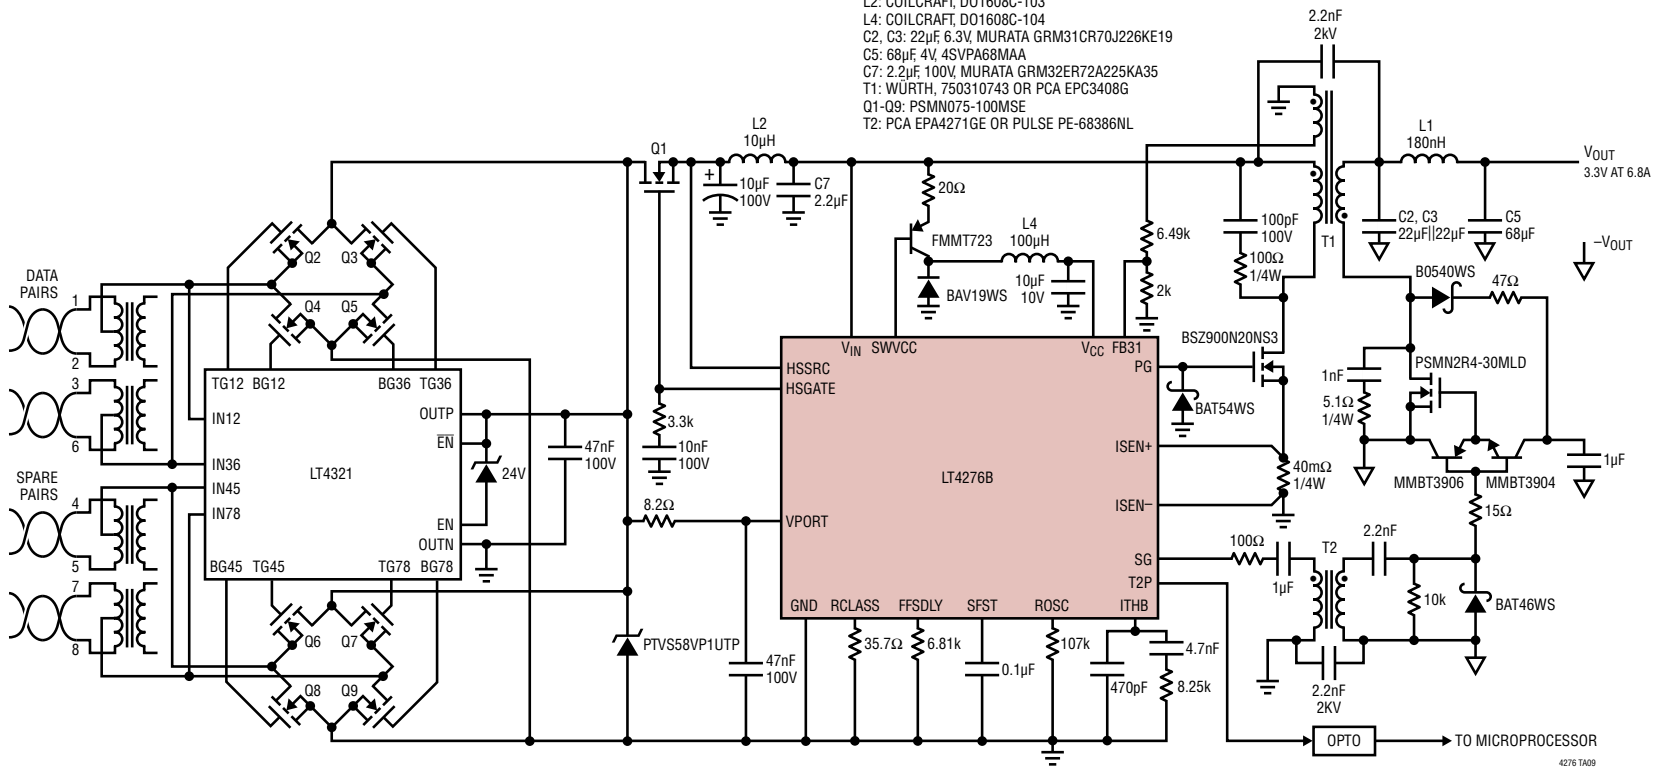 L2: COILCRAFT, DO1608C-103
L4: COILCRAFT, DO1608C-104
C2, C3: 22µF, 6.3V, MURATA GRM31CR70J226KE19
C5: 68µF, 4V, 4SVPA68MAA
C7: 2.2µF, 100V, MURATA GRM32ER72A225KA35
T1: WÜRTH, 750310743 OR PCA EPC3408G
Q1-Q9: PSMN075-100MSE
T2: PCA EPA4271GE OR PULSE PE-68386NL
2.2nF
2kV
Q1
L2
10µH
+
10µF
100V
C7
2.2µF
20Ω
FMMT723
BAV19WS
L4
100µH
10µF
10V
6.49k
2k
100pF
100V
100Ω
1/4W
T1
L1
180nH
VOUT
3.3V AT 6.8A
C2, C3
22µF||22µF
C5
68µF
–VOUT
B0540WS
47Ω
DATA
PAIRS
1
2
3
6
SPARE
PAIRS
4
5
7
8
Q2
Q3
Q4
Q5
TG12
BG12
BG36
TG36
IN12
IN36
IN45
IN78
LT4321
OUTP
EN
EN
OUTN
BG45
TG45
TG78
BG78
Q6
Q7
Q8
Q9
24V
47nF
100V
3.3k
10nF
100V
8.2Ω
PTVS58VP1UTP
47nF
100V
VIN
SWVCC
VCC
FB31
HSSRC
HSGATE
PG
LT4276B
ISEN+
ISEN–
VPORT
SG
T2P
GND
RCLASS
FFSDLY
SFST
ROSC
ITHB
35.7Ω
6.81k
0.1µF
107k
470pF
4.7nF
8.25k
BSZ900N20NS3
BAT54WS
40mΩ
1/4W
PSMN2R4-30MLD
1nF
5.1Ω
1/4W
MMBT3906
MMBT3904
1µF
15Ω
100Ω
1µF
T2
2.2nF
10k
BAT46WS
2.2nF
2KV
OPTO
TO MICROPROCESSOR
4276 TA09